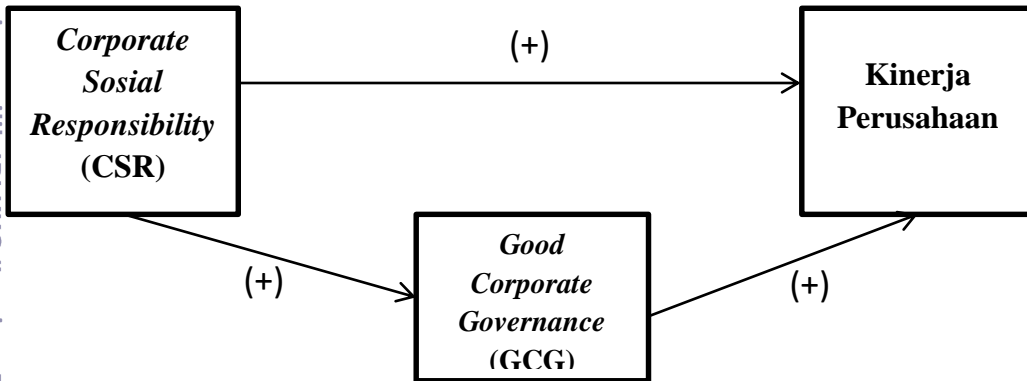 Corporate
Sosial
Responsibility
(CSR)
(+)
Kinerja
Perusahaan
(+)
Good
Corporate
Governance
(GCG)
(+)